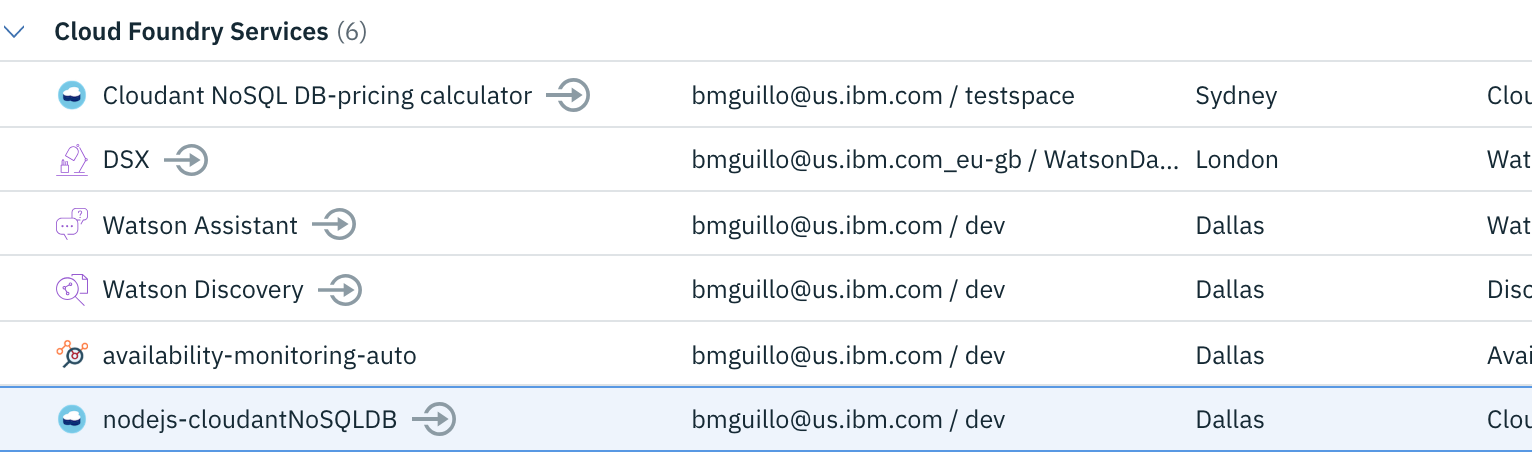 Cloud Foundry Services (6)
Cloudant NoSQL DB-pricing calculator bmguillo@us.ibm.com / testspace Sydney Clou
DSX bmguillo@us.ibm.com_eu-gb / WatsonDa... London Wat
Watson Assistant bmguillo@us.ibm.com / dev Dallas Wat
Watson Discovery bmguillo@us.ibm.com / dev Dallas Disc
availability-monitoring-auto bmguillo@us.ibm.com / dev Dallas Avai
nodejs-cloudantNoSQLDB bmguillo@us.ibm.com / dev Dallas Clou